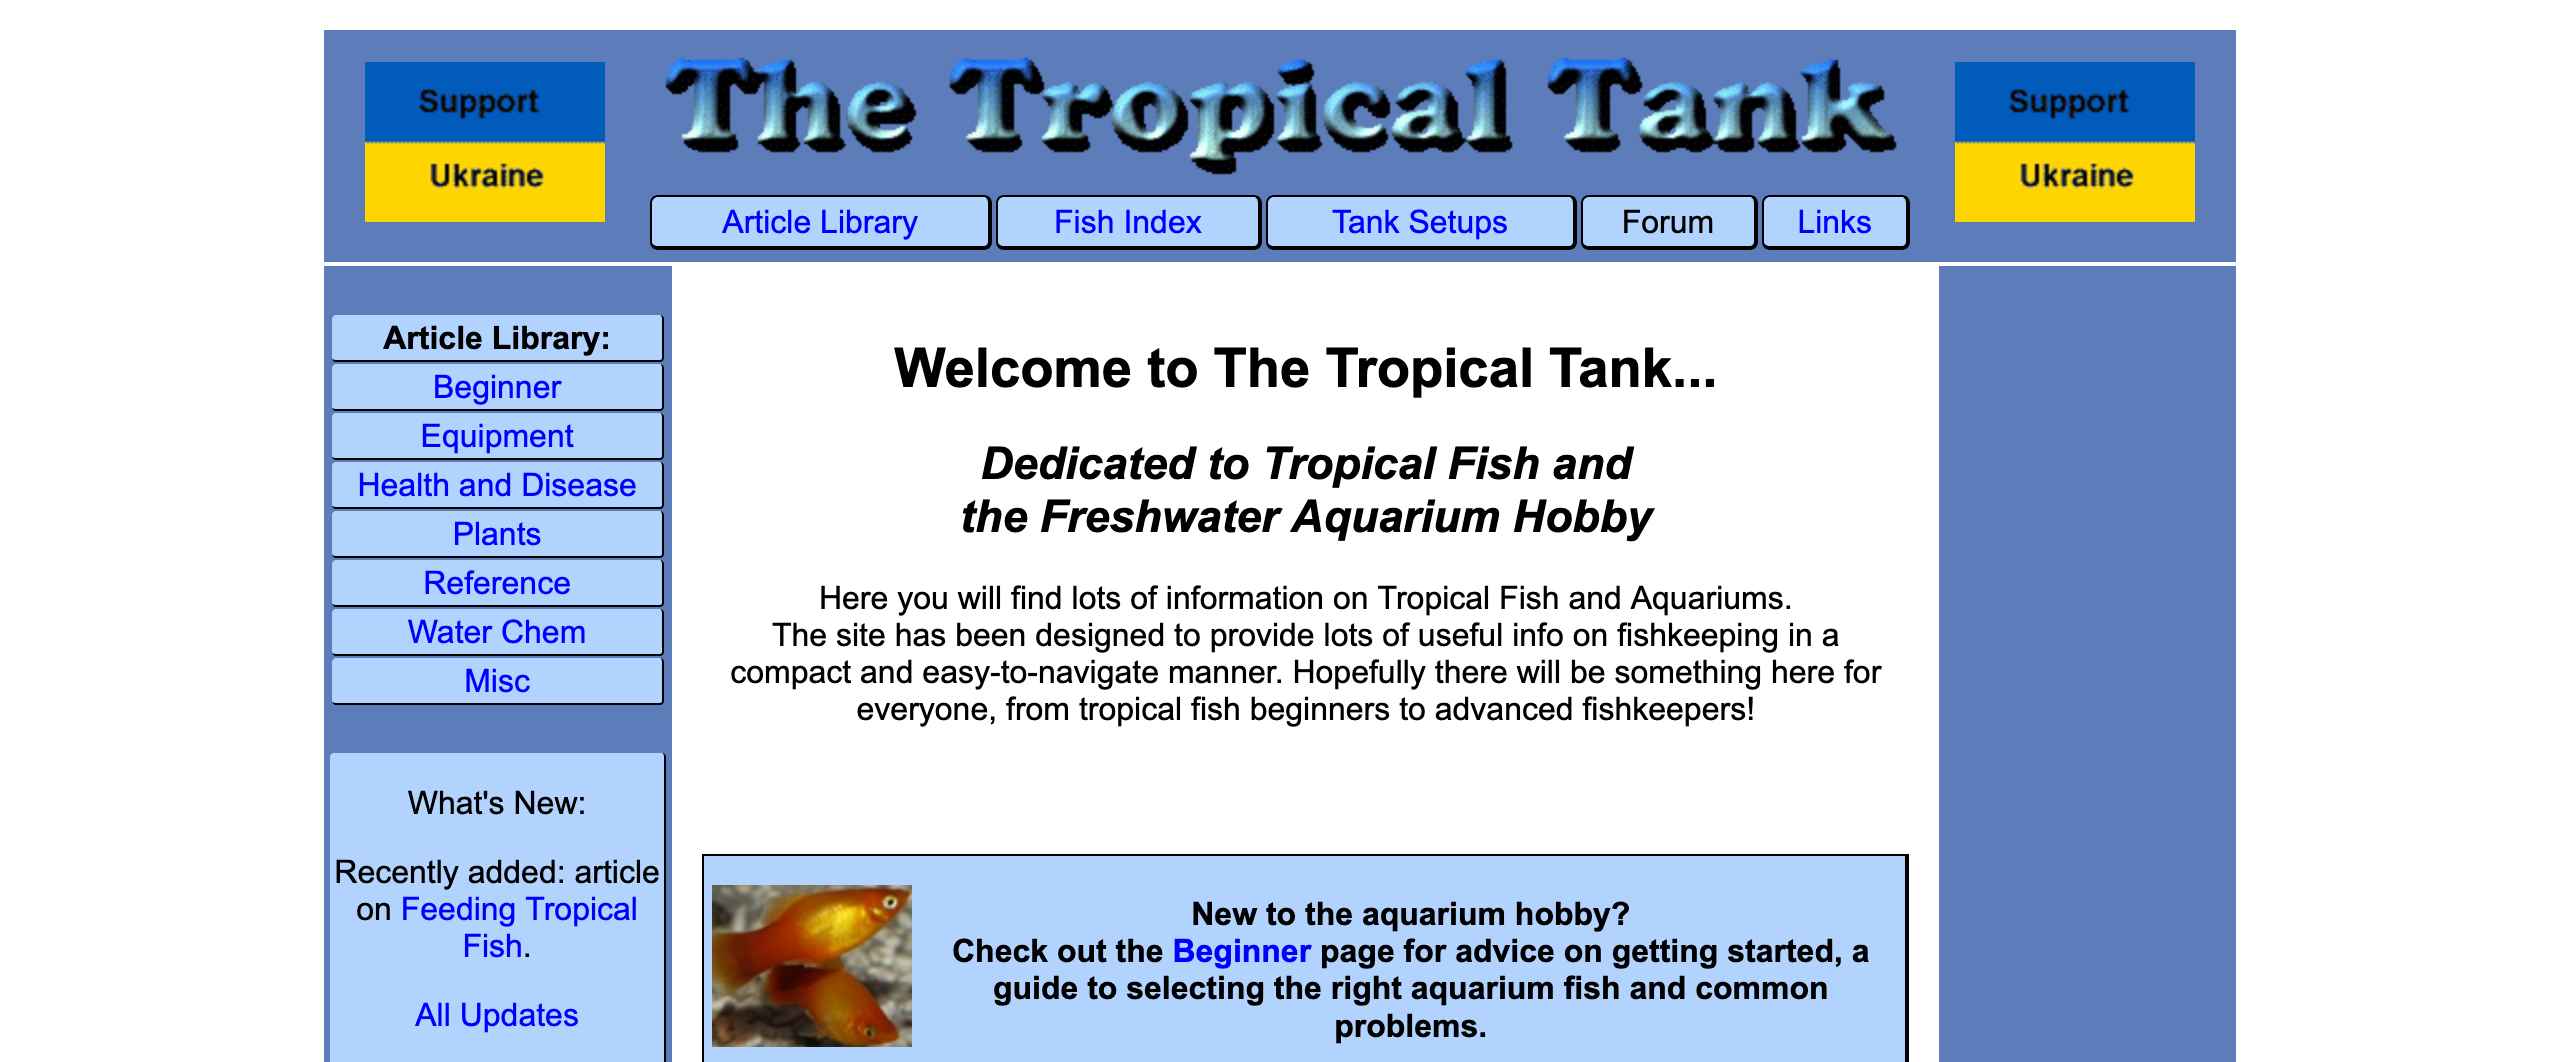 Support
Ukraine
The Tropical Tank
Support
Ukraine
Article Library
Fish Index
Tank Setups
Forum
Links
Article Library:
Beginner
Equipment
Health and Disease
Plants
Reference
Water Chem
Misc
What's New:
Recently added: article
on Feeding Tropical
Fish.
All Updates
Welcome to The Tropical Tank...
Dedicated to Tropical Fish and
the Freshwater Aquarium Hobby
Here you will find lots of information on Tropical Fish and Aquariums.
The site has been designed to provide lots of useful info on fishkeeping in a
compact and easy-to-navigate manner. Hopefully there will be something here for
everyone, from tropical fish beginners to advanced fishkeepers!
New to the aquarium hobby?
Check out the Beginner page for advice on getting started, a
guide to selecting the right aquarium fish and common
problems.